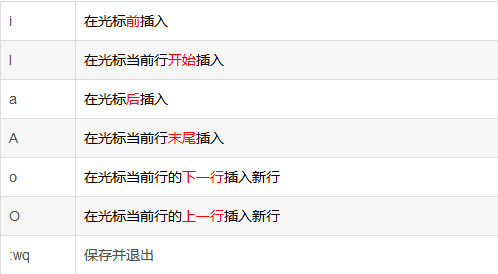 i 在光标前插入
I 在光标当前行开始插入
a 在光标后插入
A 在光标当前行末尾插入
o 在光标当前行的下一行插入新行
O 在光标当前行的上一行插入新行
:wq 保存并退出